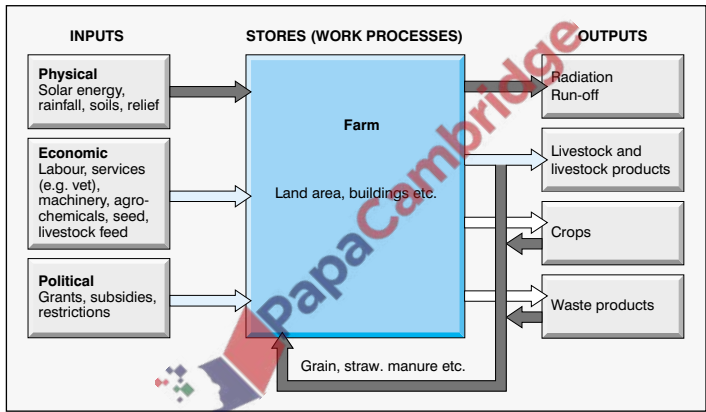 INPUTS
STORES (WORK PROCESSES)
OUTPUTS
Physical
Solar energy,
rainfall, soils, relief
Economic
Labour, services
(e.g. vet),
machinery, agro-
chemicals, seed,
livestock feed
Political
Grants, subsidies,
restrictions
Farm
Land area, buildings etc.
Radiation
Run-off
Livestock and
livestock products
Crops
Waste products
Grain, straw. manure etc.
PapaCambridge